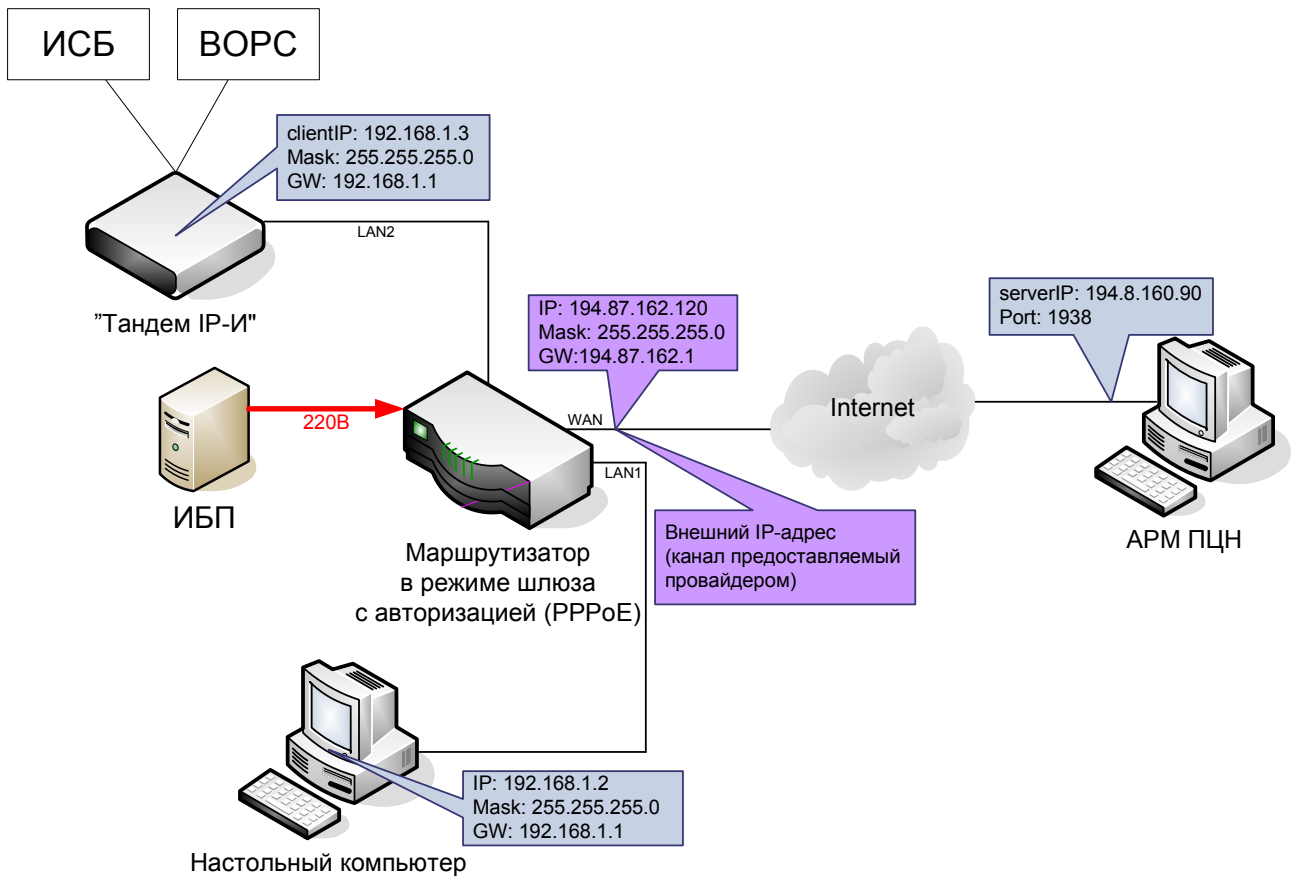 ИСБ
ВОРС
clientIP: 192.168.1.3
Mask: 255.255.255.0
GW: 192.168.1.1
LAN2
”Тандем IP-И"
IP: 194.87.162.120
Mask: 255.255.255.0
GW:194.87.162.1
serverIP: 194.8.160.90
Port: 1938
Internet
220В
WAN
LAN1
ИБП
Маршрутизатор
в режиме шлюза
с авторизацией (PPPoE)
Внешний IP-адрес
(канал предоставляемый
провайдером)
АРМ ПЦН
IP: 192.168.1.2
Mask: 255.255.255.0
GW: 192.168.1.1
Настольный компьютер